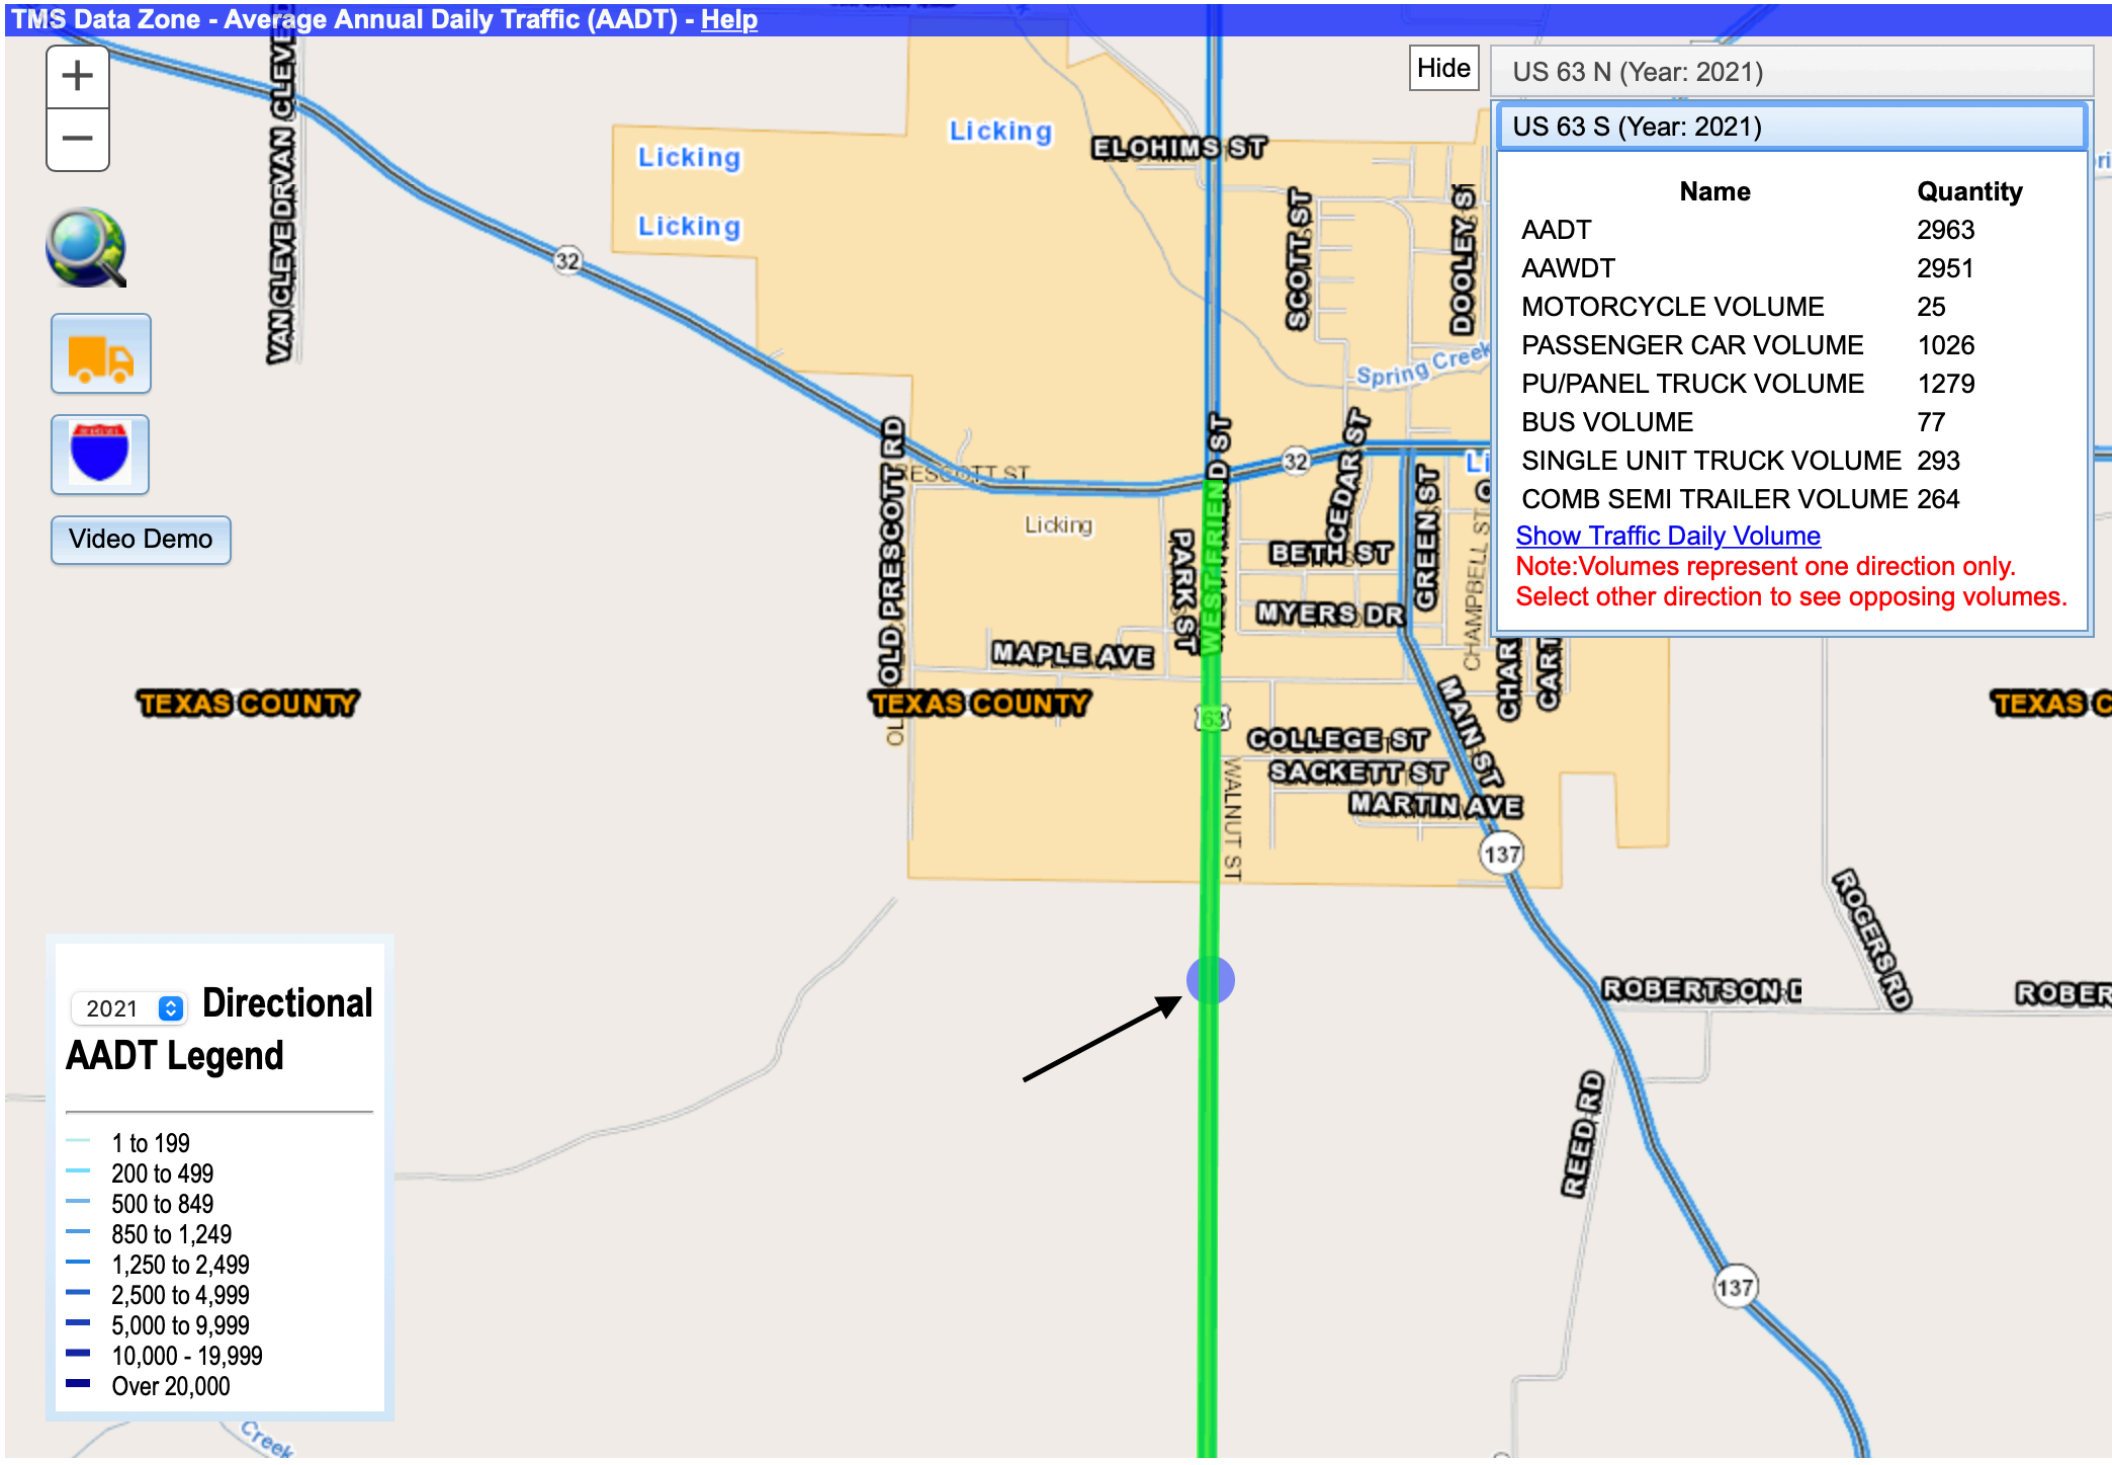 TMS Data Zone - Average Annual Daily Traffic (AADT) - Help
Hide
US 63 N (Year: 2021)
US 63 S (Year: 2021)
Name Quantity
AADT 2963
AAWDT 2951
MOTORCYCLE VOLUME 25
PASSENGER CAR VOLUME 1026
PU/PANEL TRUCK VOLUME 1279
BUS VOLUME 77
SINGLE UNIT TRUCK VOLUME 293
COMB SEMI TRAILER VOLUME 264
Show Traffic Daily Volume
Note:Volumes represent one direction only.
Select other direction to see opposing volumes.
+
−
Video Demo
Licking
Licking
Licking
ELOHIMS ST
SCOTT ST
DOOLEY ST
Spring Creek
32
32
OLD PRESCOTT RD
Licking
PARK ST
WEST FRIEND ST
CEDAR ST
BETH ST
GREEN ST
CHAMPBELL ST
MYERS DR
MAPLE AVE
TEXAS COUNTY
TEXAS COUNTY
TEXAS C
63
COLLEGE ST
SACKETT ST
MARTIN AVE
MAIN ST
WALNUT ST
CHAR
CART
137
ROGERS RD
ROBERTSON D
ROBER
REED RD
137
2021 Directional
AADT Legend
1 to 199
200 to 499
500 to 849
850 to 1,249
1,250 to 2,499
2,500 to 4,999
5,000 to 9,999
10,000 - 19,999
Over 20,000
Creek